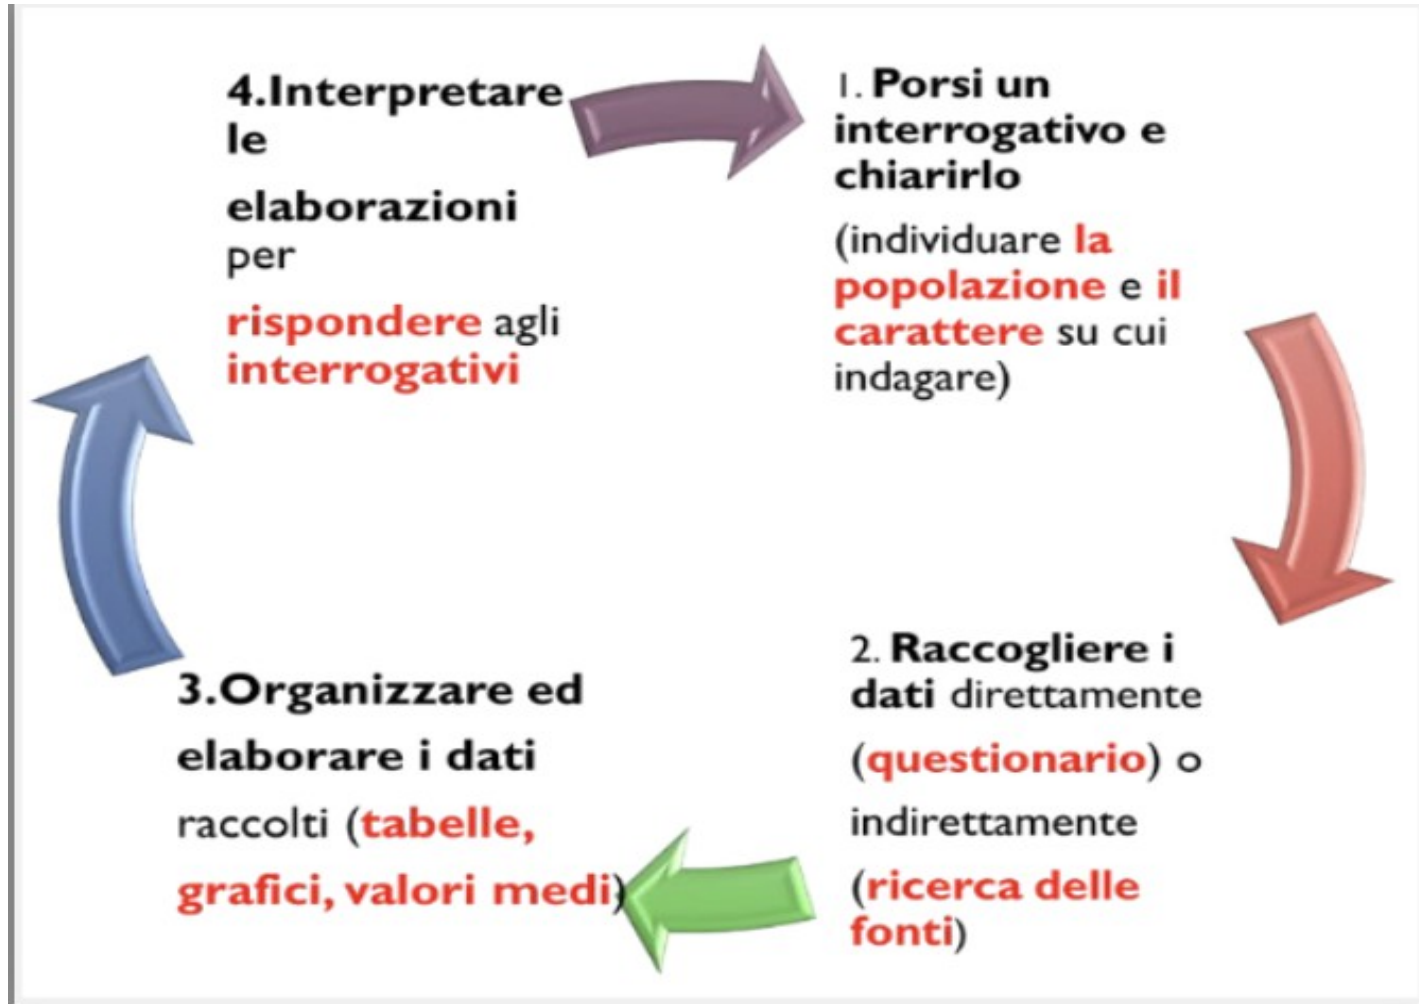 4.Interpretare
le
elaborazioni
per
rispondere agli
interrogativi
1. Porsi un
interrogativo e
chiarirlo
(individuare la
popolazione e il
carattere su cui
indagare)
2. Raccogliere i
dati direttamente
(questionario) o
indirettamente
(ricerca delle
fonti)
3.Organizzare ed
elaborare i dati
raccolti (tabelle,
grafici, valori medi)